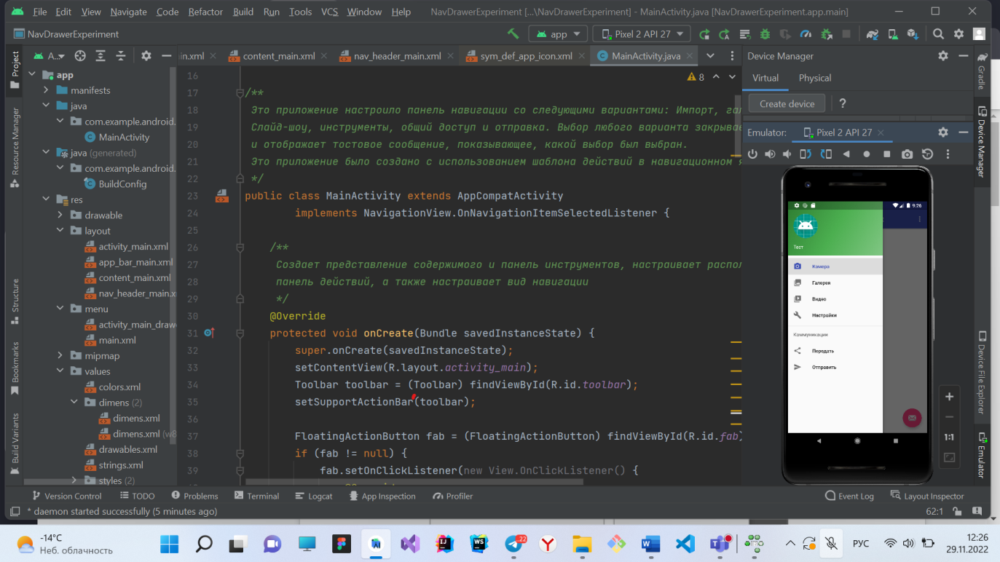 File Edit View Navigate Code Refactor Build Run Tools VCS Window Help NavDrawerExperiment [...\NavDrawerExperiment] - MainActivity.java [NavDrawerExperiment.app.main]
NavDrawerExperiment app Pixel 2 API 27
Project
Resource Manager
Structure
Bookmarks
Build Variants
A...
app
manifests
java
com.example.android.
MainActivity
java (generated)
com.example.android.
BuildConfig
res
drawable
layout
activity_main.xml
app_bar_main.xml
content_main.xml
nav_header_main.x
menu
activity_main_draw
main.xml
mipmap
values
colors.xml
dimens (2)
dimens.xml
dimens.xml (w8
drawables.xml
strings.xml
styles (2)
in.xml content_main.xml nav_header_main.xml sym_def_app_icon.xml MainActivity.java
8
16
17 /**
18 Это приложение настроило панель навигации со следующими вариантами: Импорт, гал
19 Слайд-шоу, инструменты, общий доступ и отправка. Выбор любого варианта закрывае
20 и отображает тостовое сообщение, показывающее, какой выбор был выбран.
21 Это приложение было создано с использованием шаблона действий в навигационном я
22 */
23 public class MainActivity extends AppCompatActivity
24 implements NavigationView.OnNavigationItemSelectedListener {
25
26 /**
27 Создает представление содержимого и панель инструментов, настраивает распол
28 панель действий, а также настраивает вид навигации
29 */
30 @Override
31 protected void onCreate(Bundle savedInstanceState) {
32 super.onCreate(savedInstanceState);
33 setContentView(R.layout.activity_main);
34 Toolbar toolbar = (Toolbar) findViewById(R.id.toolbar);
35 setSupportActionBar(toolbar);
36
37 FloatingActionButton fab = (FloatingActionButton) findViewById(R.id.fab)
38 if (fab != null) {
39 fab.setOnClickListener(new View.OnClickListener() {
Device Manager
Virtual Physical
Create device ?
Emulator: Pixel 2 API 27
9:26
Тест
Камера
Галерея
Видео
Настройки
Коммуникации
Передать
Отправить
1:1
Gradle
Device Manager
Device File Explorer
Emulator
Version Control TODO Problems Terminal Logcat App Inspection Profiler Event Log Layout Inspector
* daemon started successfully (5 minutes ago) 62:1
-14°C
Неб. облачность
22
РУС
12:26
29.11.2022